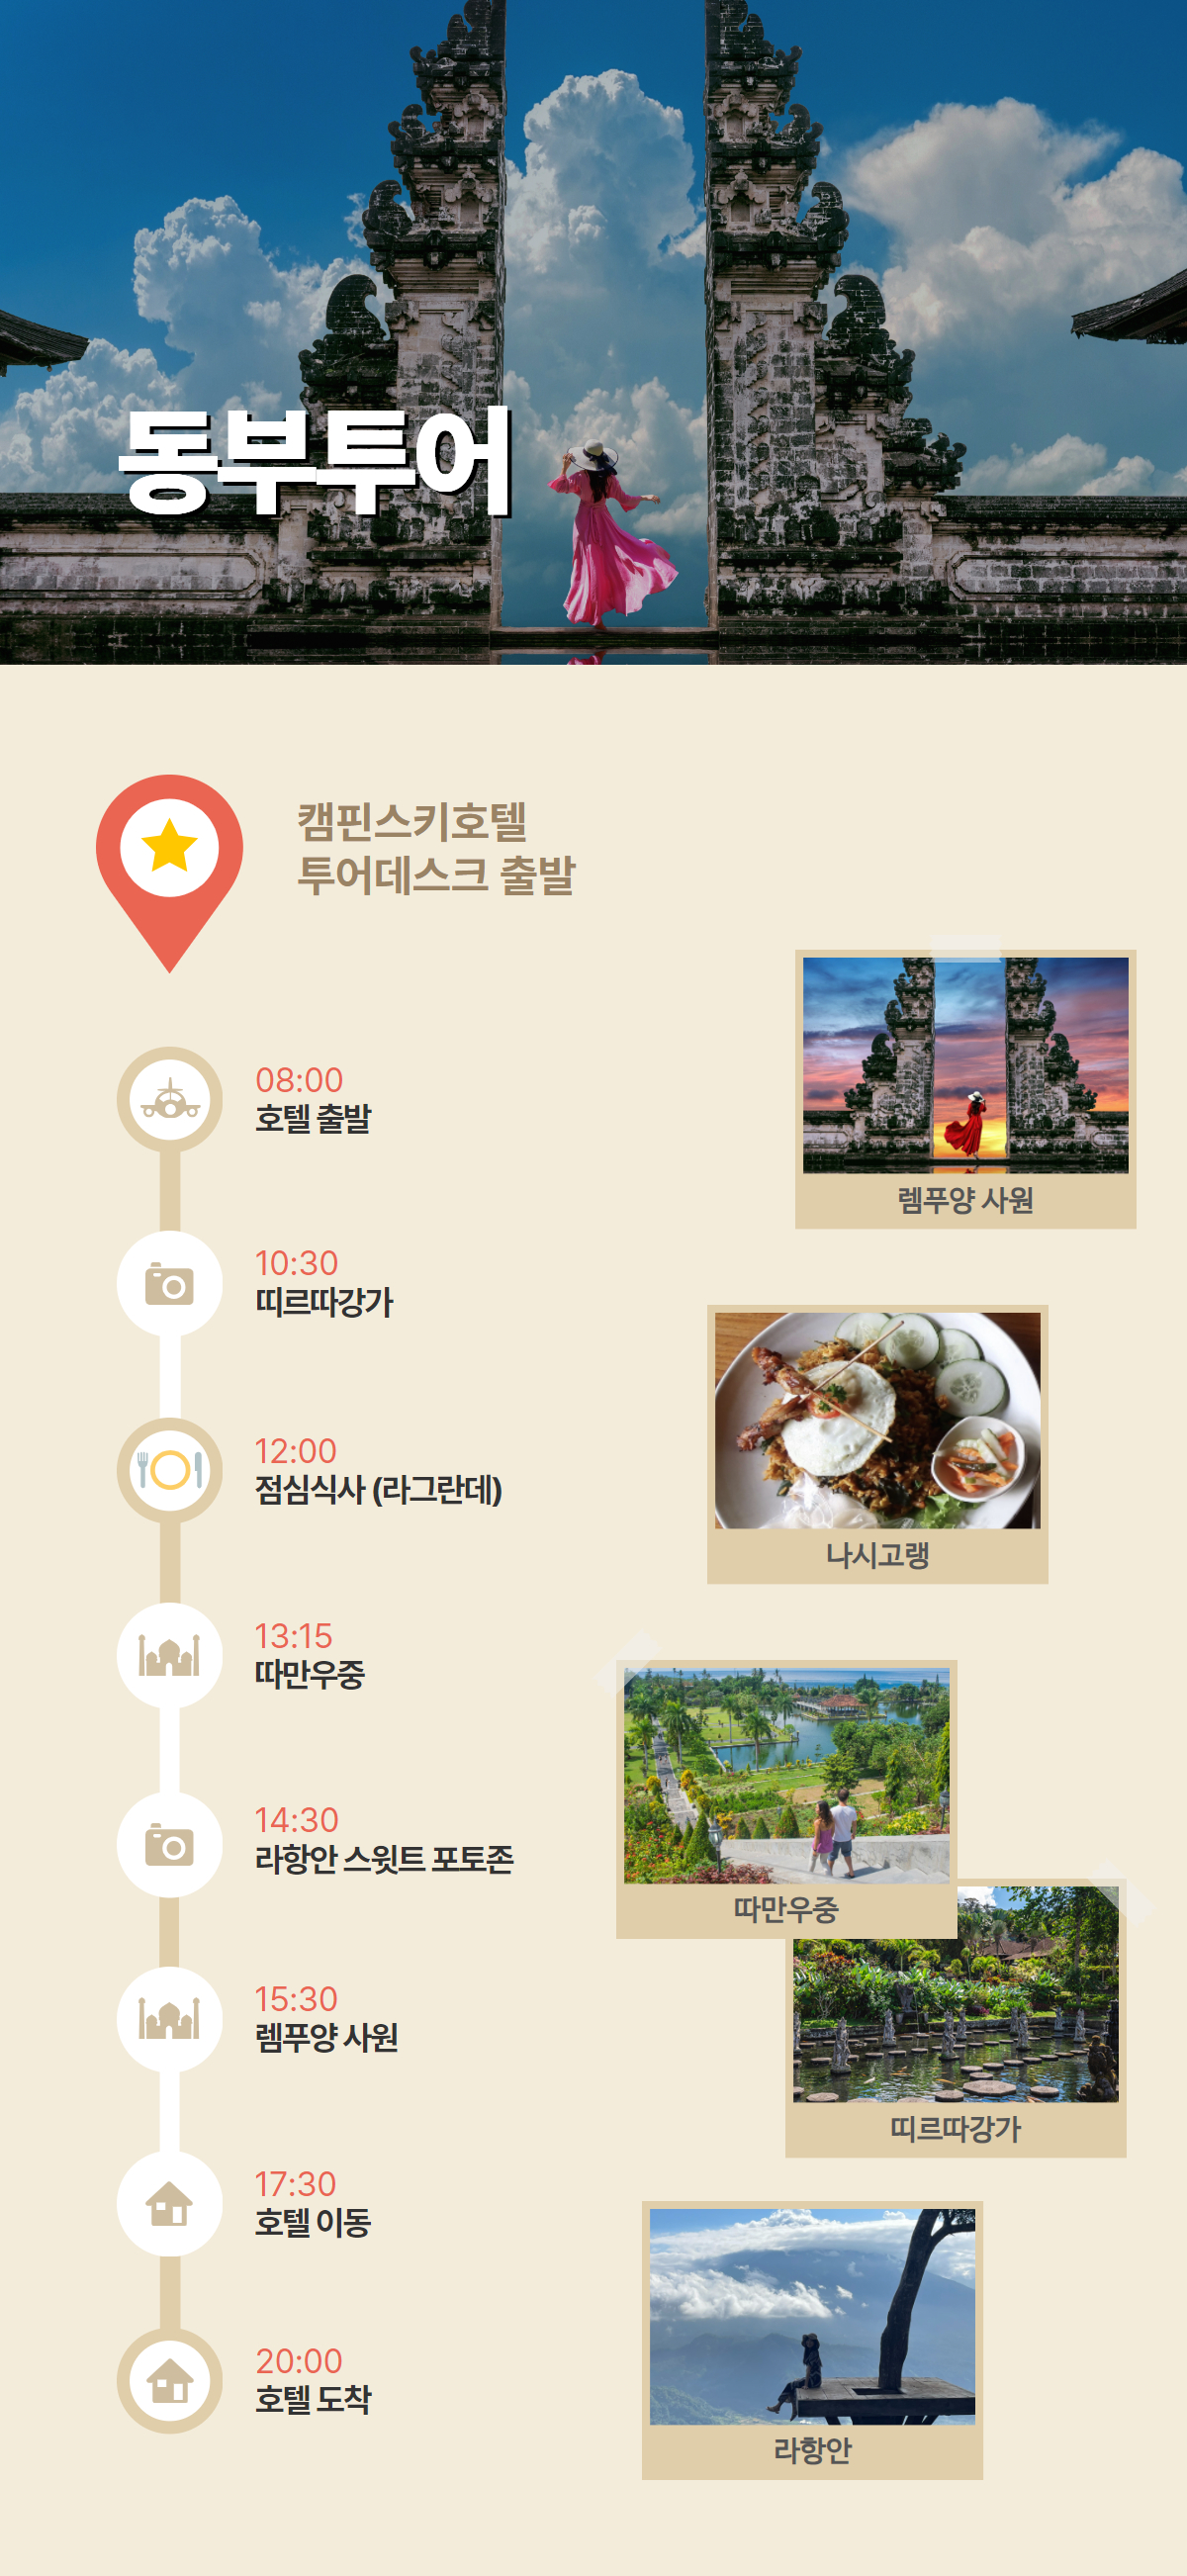 동부투어
캠핀스키호텔
투어데스크 출발
08:00
호텔 출발
10:30
띠르따강가
12:00
점심식사 (라그란데)
13:15
따만우중
14:30
라항안 스윗트 포토존
15:30
렘푸양 사원
17:30
호텔 이동
20:00
호텔 도착
렘푸양 사원
나시고랭
따만우중
띠르따강가
라항안